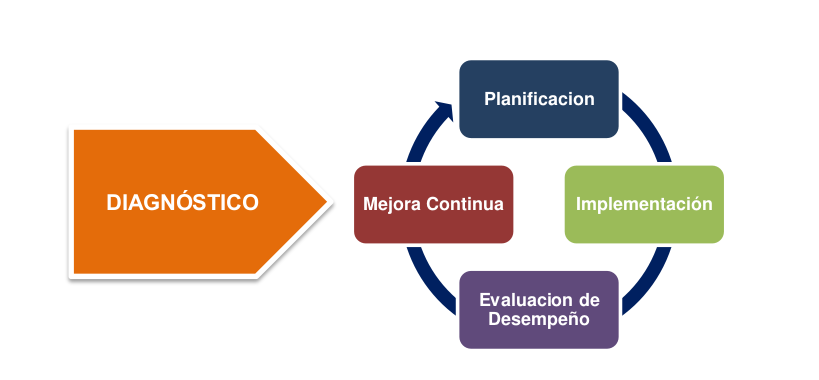 DIAGNÓSTICO
Planificacion
Implementación
Evaluacion de
Desempeño
Mejora Continua